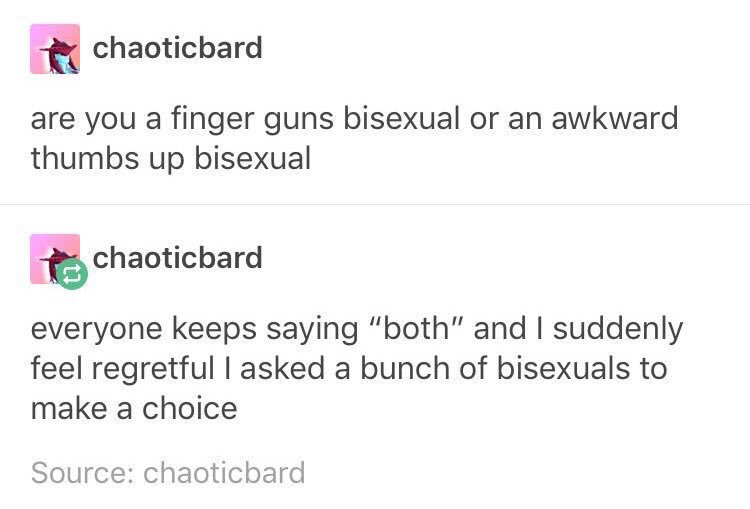 chaoticbard
are you a finger guns bisexual or an awkward
thumbs up bisexual
chaoticbard
everyone keeps saying “both” and I suddenly
feel regretful I asked a bunch of bisexuals to
make a choice
Source: chaoticbard